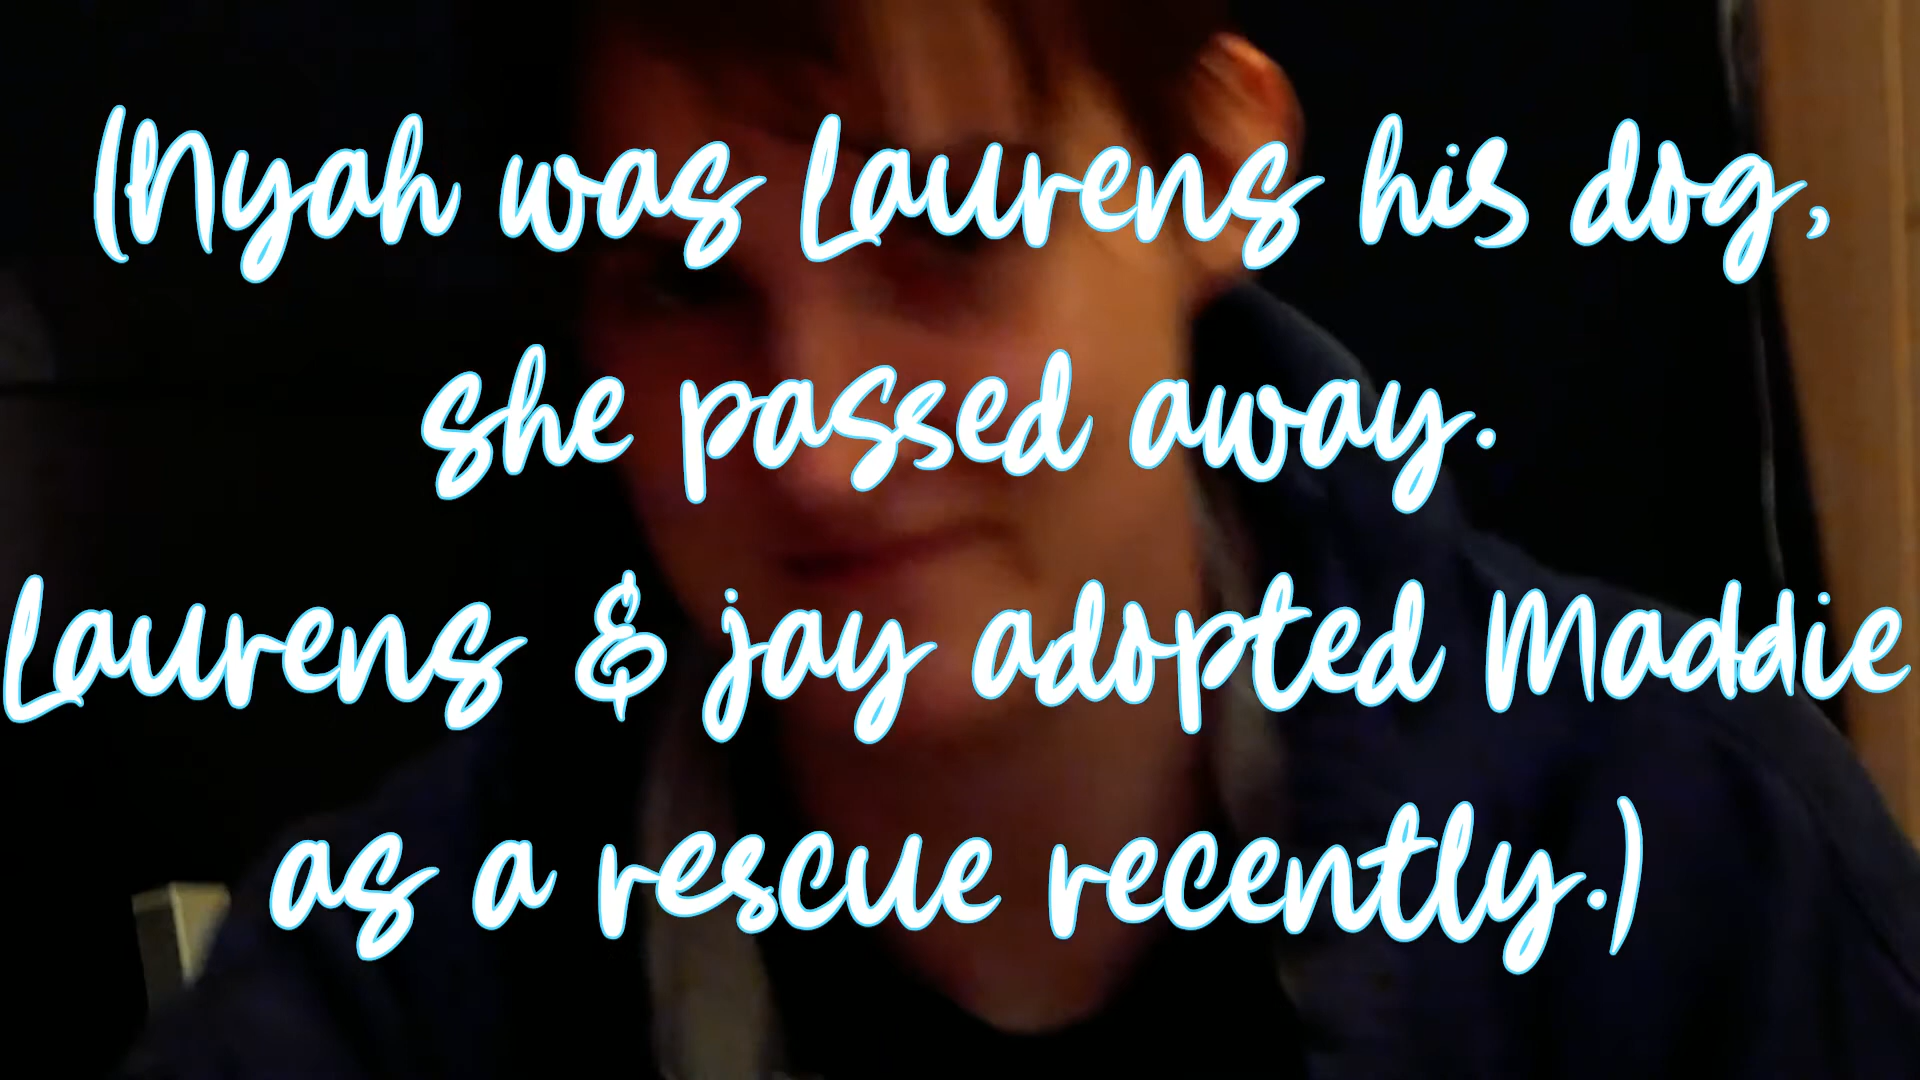 (Nyah was Laurens his dog,
she passed away.
Laurens & jay adopted Maddie
as a rescue recently.)